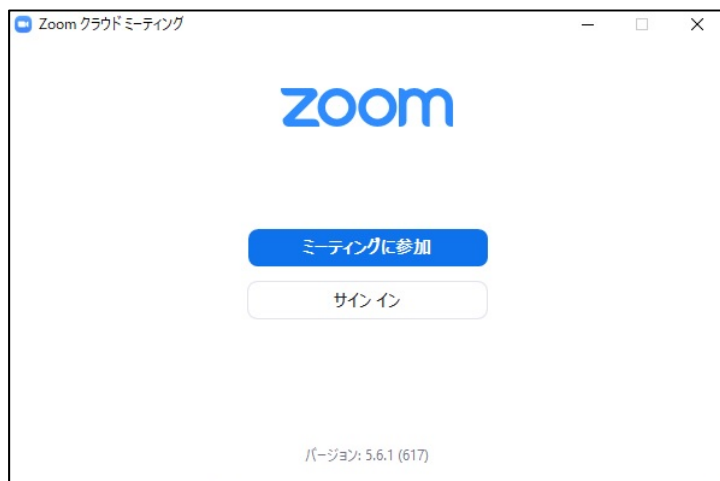 Zoom クラウド ミーティング
zoom
ミーティングに参加
サイン イン
バージョン: 5.6.1 (617)